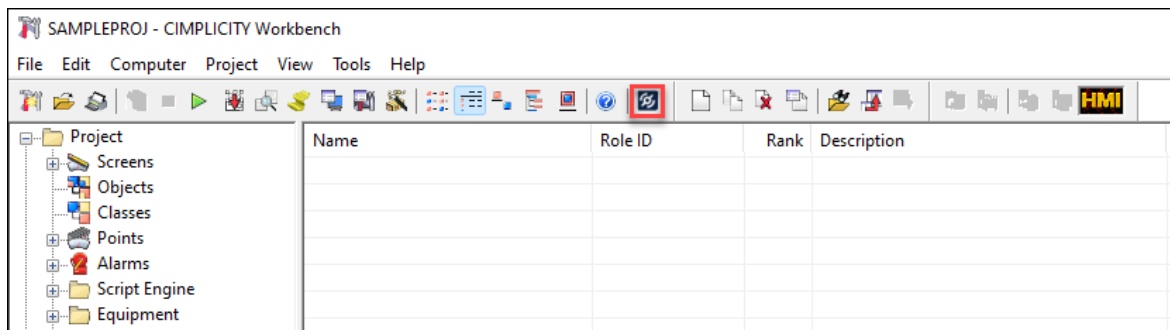 SAMPLEPROJ - CIMPLICITY Workbench
File Edit Computer Project View Tools Help
HMI
Project
Name Role ID Rank Description
Screens
Objects
Classes
Points
Alarms
Script Engine
Equipment